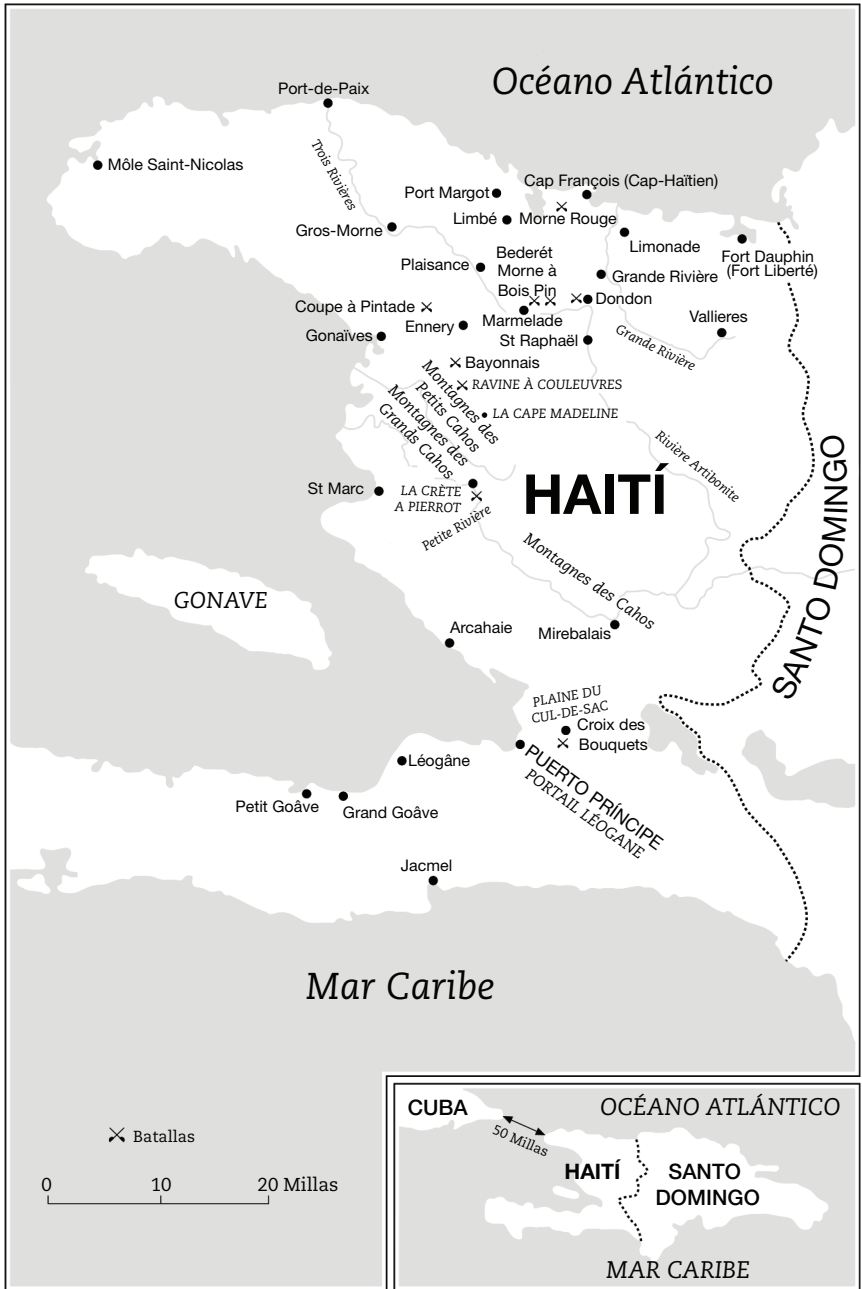 Océano Atlántico
Port-de-Paix
Môle Saint-Nicolas
Trois Rivières
Port Margot
Cap François (Cap-Haïtien)
Limbé
Morne Rouge
Gros-Morne
Limonade
Fort Dauphin
(Fort Liberté)
Plaisance
Bederét
Morne à
Bois Pin
Grande Rivière
Dondon
Coupe à Pintade
Ennery
Marmelade
Vallieres
Gonaïves
St Raphaël
Grande Rivière
Bayonnais
RAVINE À COULEUVRES
Montagnes des
Petits Cahos
LA CAPE MADELINE
Montagnes des
Grands Cahos
Rivière Artibonite
HAITÍ
St Marc
LA CRÈTE
A PIERROT
Petite Rivière
SANTO DOMINGO
Montagnes des Cahos
GONAVE
Arcahaie
Mirebalais
PLAINE DU
CUL-DE-SAC
Croix des
Bouquets
Léogâne
PUERTO PRÍNCIPE
PORTAIL LÉOGANE
Petit Goâve
Grand Goâve
Jacmel
Mar Caribe
Batallas
0 10 20 Millas
CUBA
OCÉANO ATLÁNTICO
50 Millas
HAITÍ
SANTO
DOMINGO
MAR CARIBE